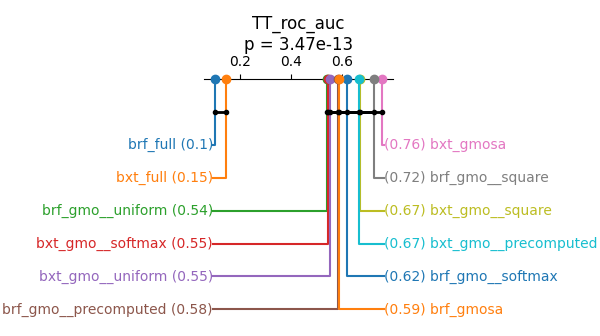 TT_roc_auc
p = 3.47e-13
0.2 0.4 0.6
brf_full (0.1)
(0.76) bxt_gmosa
bxt_full (0.15)
(0.72) brf_gmo__square
brf_gmo__uniform (0.54)
(0.67) bxt_gmo__square
bxt_gmo__softmax (0.55)
(0.67) bxt_gmo__precomputed
bxt_gmo__uniform (0.55)
(0.62) brf_gmo__softmax
brf_gmo__precomputed (0.58)
(0.59) brf_gmosa